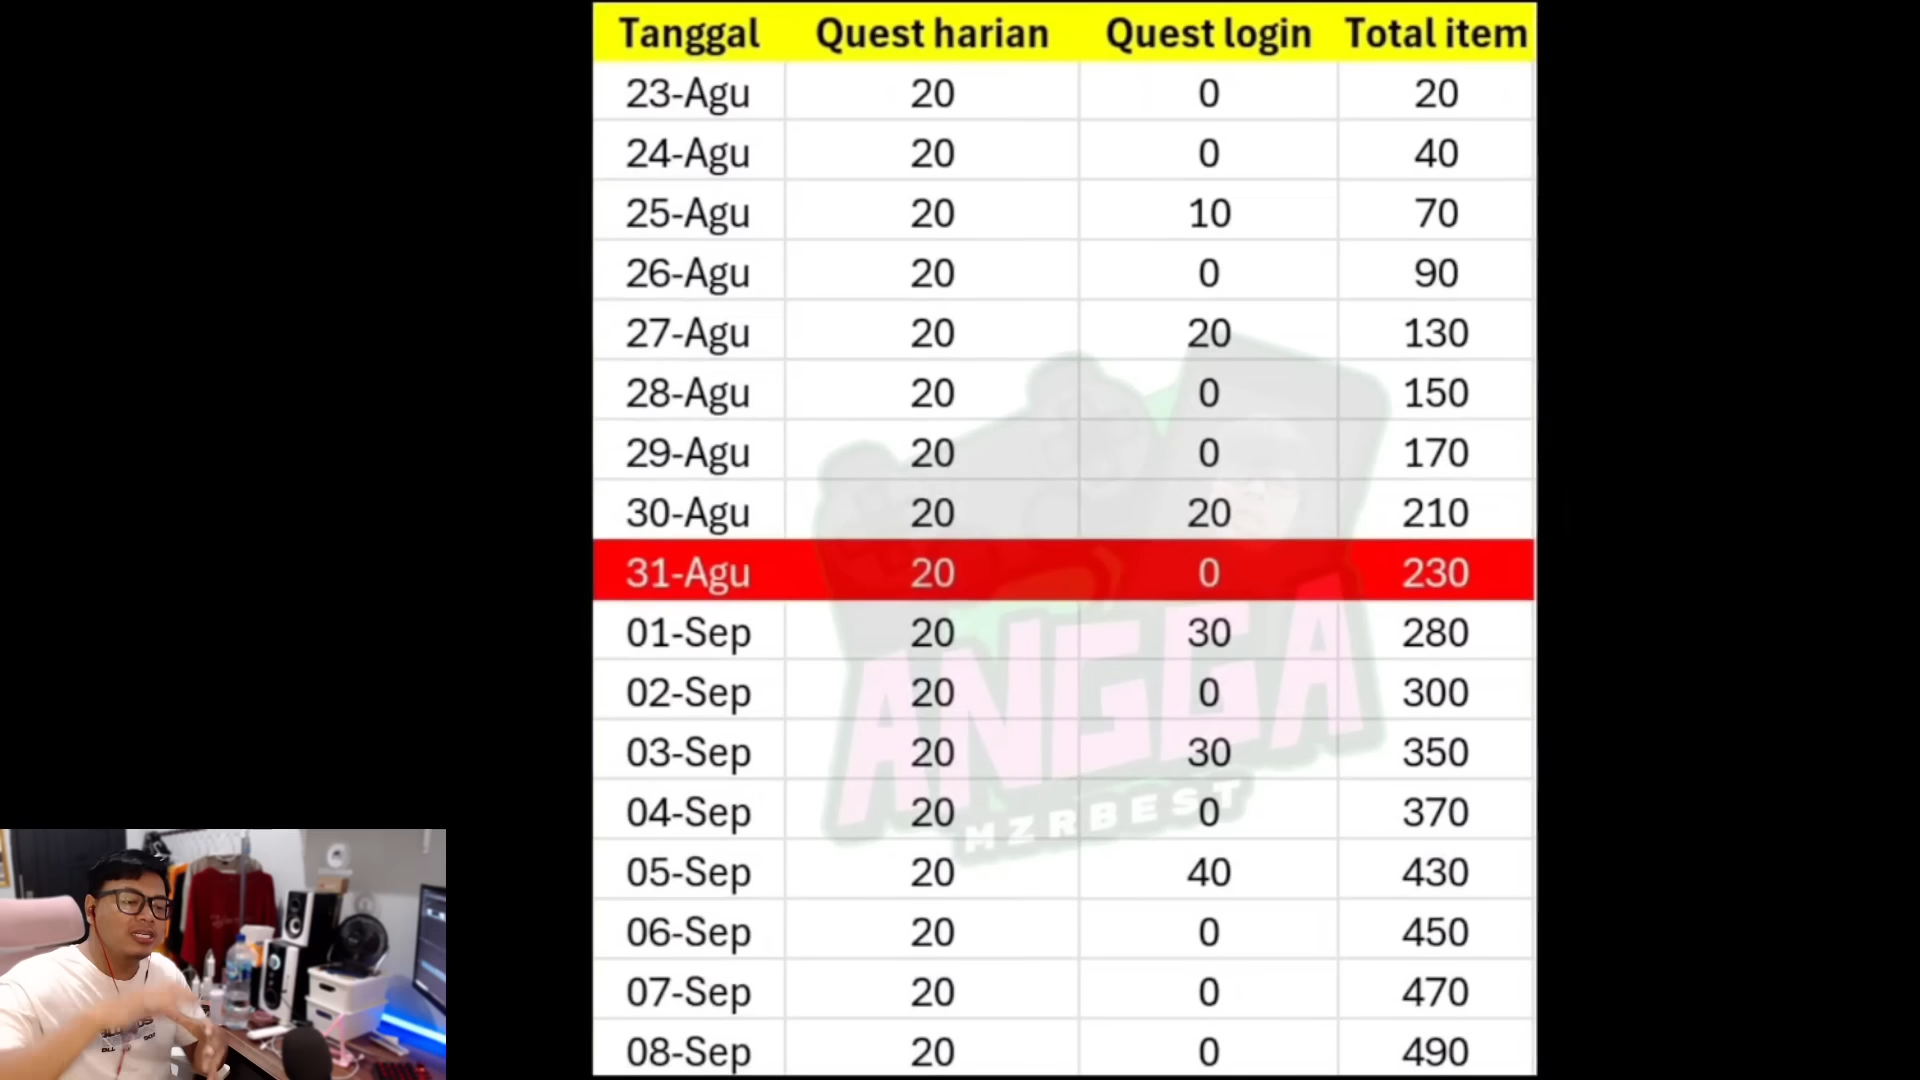 Tanggal Quest harian Quest login Total item
23-Agu 20 0 20
24-Agu 20 0 40
25-Agu 20 10 70
26-Agu 20 0 90
27-Agu 20 20 130
28-Agu 20 0 150
29-Agu 20 0 170
30-Agu 20 20 210
31-Agu 20 0 230
01-Sep 20 30 280
02-Sep 20 0 300
03-Sep 20 30 350
04-Sep 20 0 370
05-Sep 20 40 430
06-Sep 20 0 450
07-Sep 20 0 470
08-Sep 20 0 490
ANGGA
MZRBEST